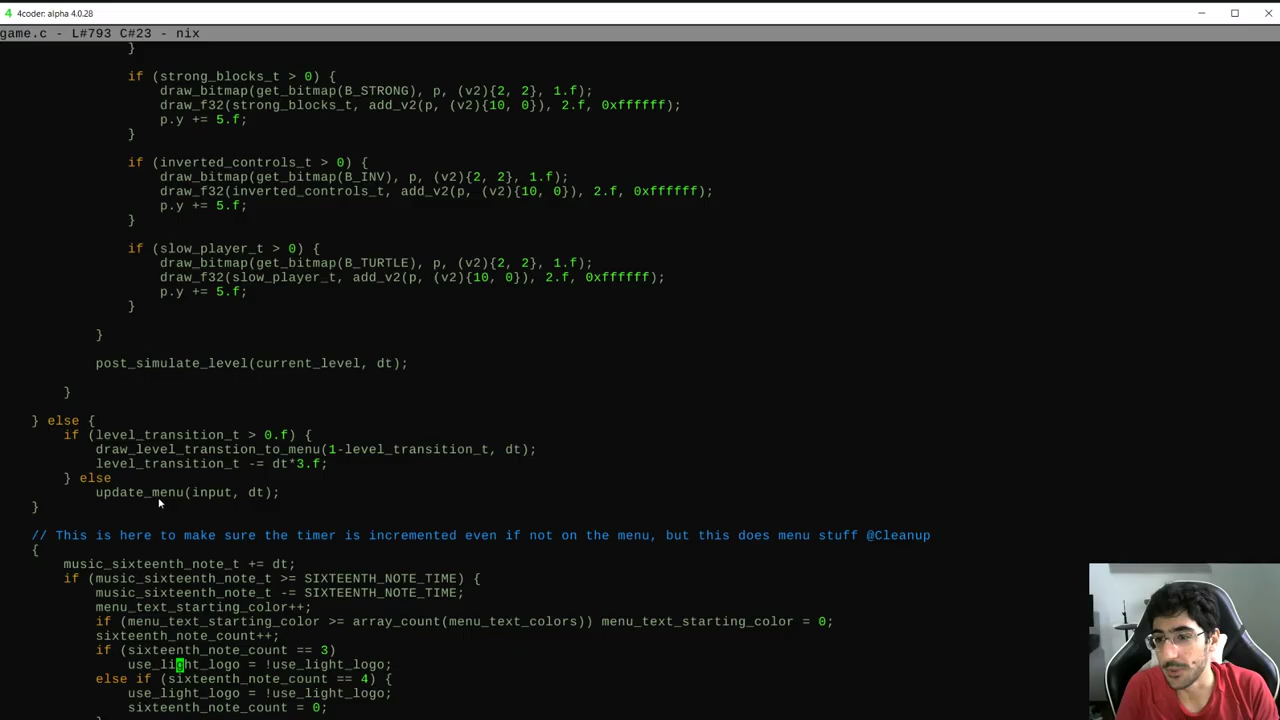 4 4coder: alpha 4.0.28
game.c - L#793 C#23 - nix
}
if (strong_blocks_t > 0) {
draw_bitmap(get_bitmap(B_STRONG), p, (v2){2, 2}, 1.f);
draw_f32(strong_blocks_t, add_v2(p, (v2){10, 0}), 2.f, 0xffffff);
p.y += 5.f;
}
if (inverted_controls_t > 0) {
draw_bitmap(get_bitmap(B_INV), p, (v2){2, 2}, 1.f);
draw_f32(inverted_controls_t, add_v2(p, (v2){10, 0}), 2.f, 0xffffff);
p.y += 5.f;
}
if (slow_player_t > 0) {
draw_bitmap(get_bitmap(B_TURTLE), p, (v2){2, 2}, 1.f);
draw_f32(slow_player_t, add_v2(p, (v2){10, 0}), 2.f, 0xffffff);
p.y += 5.f;
}
}
post_simulate_level(current_level, dt);
}
} else {
if (level_transition_t > 0.f) {
draw_level_transtion_to_menu(1-level_transition_t, dt);
level_transition_t -= dt*3.f;
} else
update_menu(input, dt);
}
// This is here to make sure the timer is incremented even if not on the menu, but this does menu stuff @Cleanup
{
music_sixteenth_note_t += dt;
if (music_sixteenth_note_t >= SIXTEENTH_NOTE_TIME) {
music_sixteenth_note_t -= SIXTEENTH_NOTE_TIME;
menu_text_starting_color++;
if (menu_text_starting_color >= array_count(menu_text_colors)) menu_text_starting_color = 0;
sixteenth_note_count++;
if (sixteenth_note_count == 3)
use_light_logo = !use_light_logo;
else if (sixteenth_note_count == 4) {
use_light_logo = !use_light_logo;
sixteenth_note_count = 0;
}